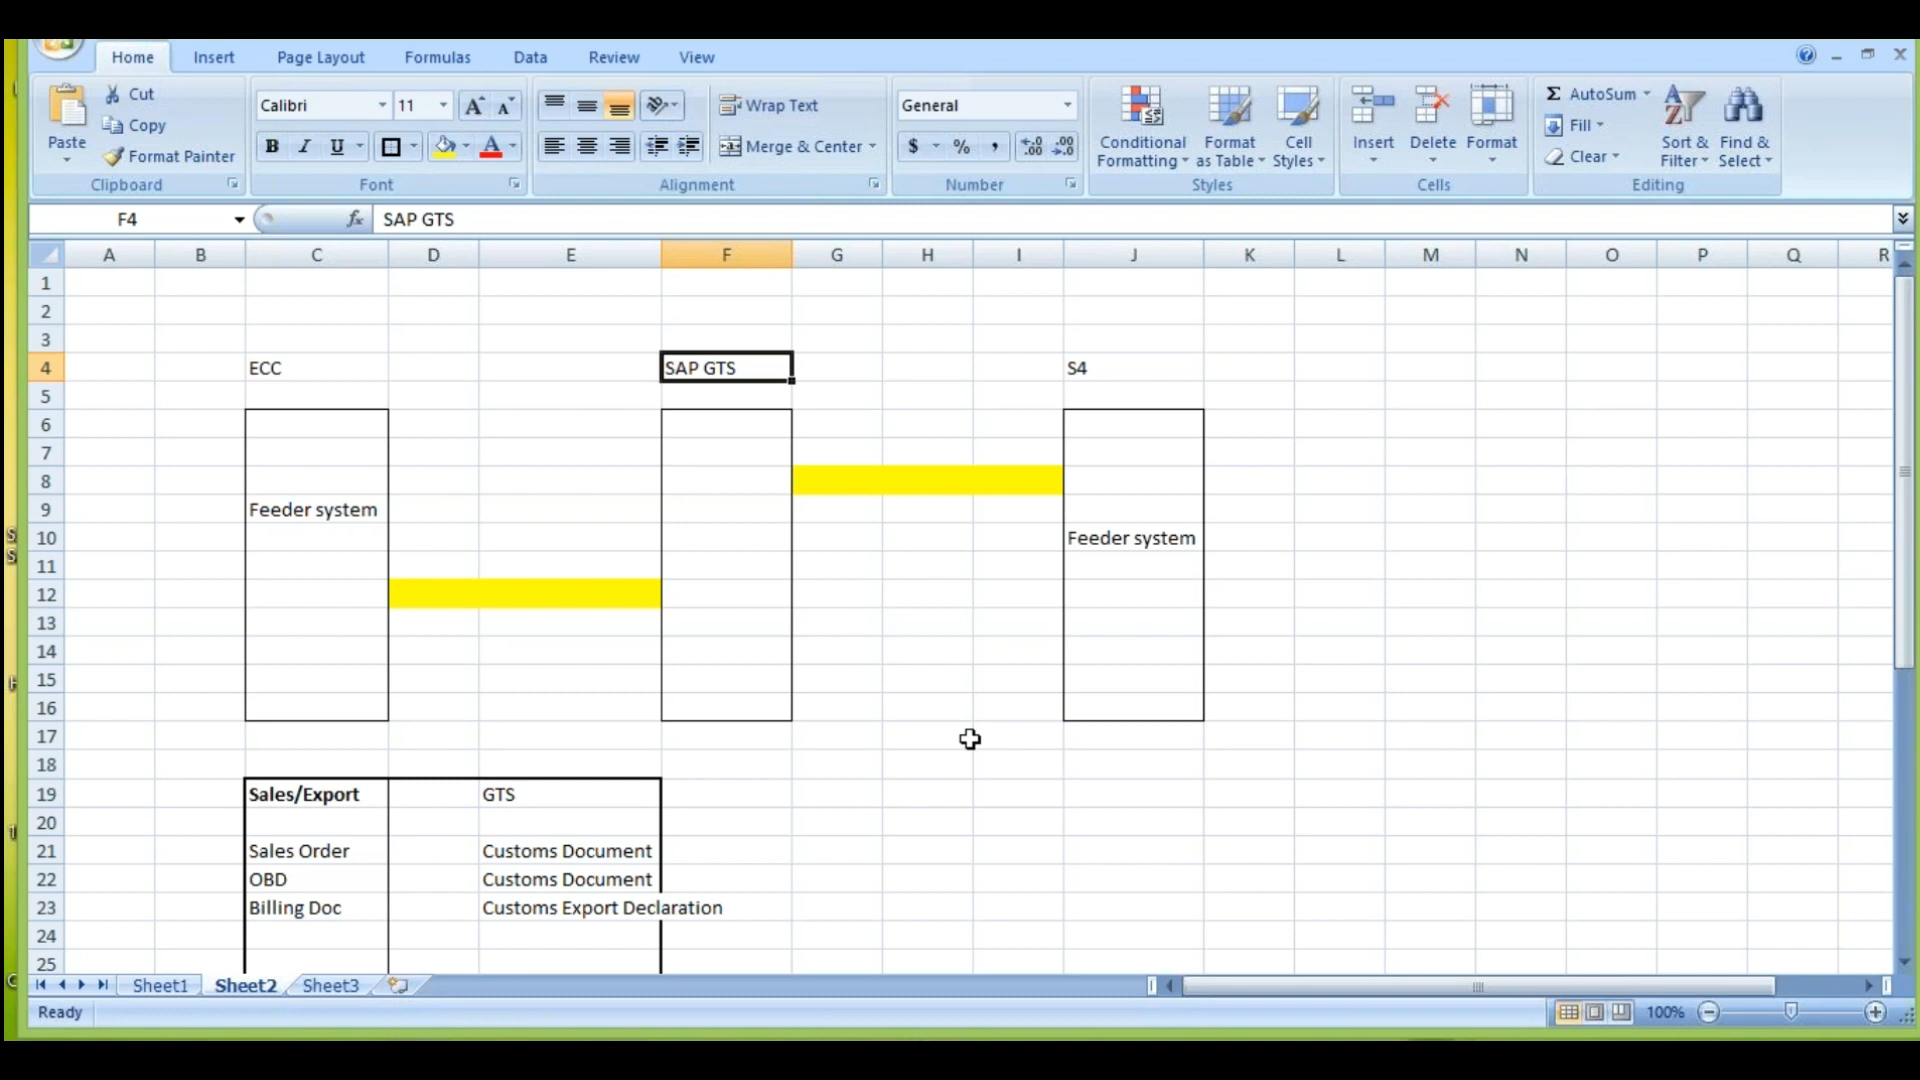 Home Insert Page Layout Formulas Data Review View
Paste
Cut
Copy
Format Painter
Clipboard
Calibri 11
B I U
Font
Wrap Text
Merge & Center
Alignment
General
$ % ,
Number
Conditional Formatting
Format as Table
Cell Styles
Styles
Insert Delete Format
Cells
Σ AutoSum
Fill
Clear
Sort & Filter
Find & Select
Editing
F4 fx SAP GTS
A B C D E F G H I J K L M N O P Q R
1
2
3
4 ECC SAP GTS S4
5
6
7
8
9 Feeder system
10 Feeder system
11
12
13
14
15
16
17
18
19 Sales/Export GTS
20
21 Sales Order Customs Document
22 OBD Customs Document
23 Billing Doc Customs Export Declaration
24
25
Sheet1 Sheet2 Sheet3
Ready 100%